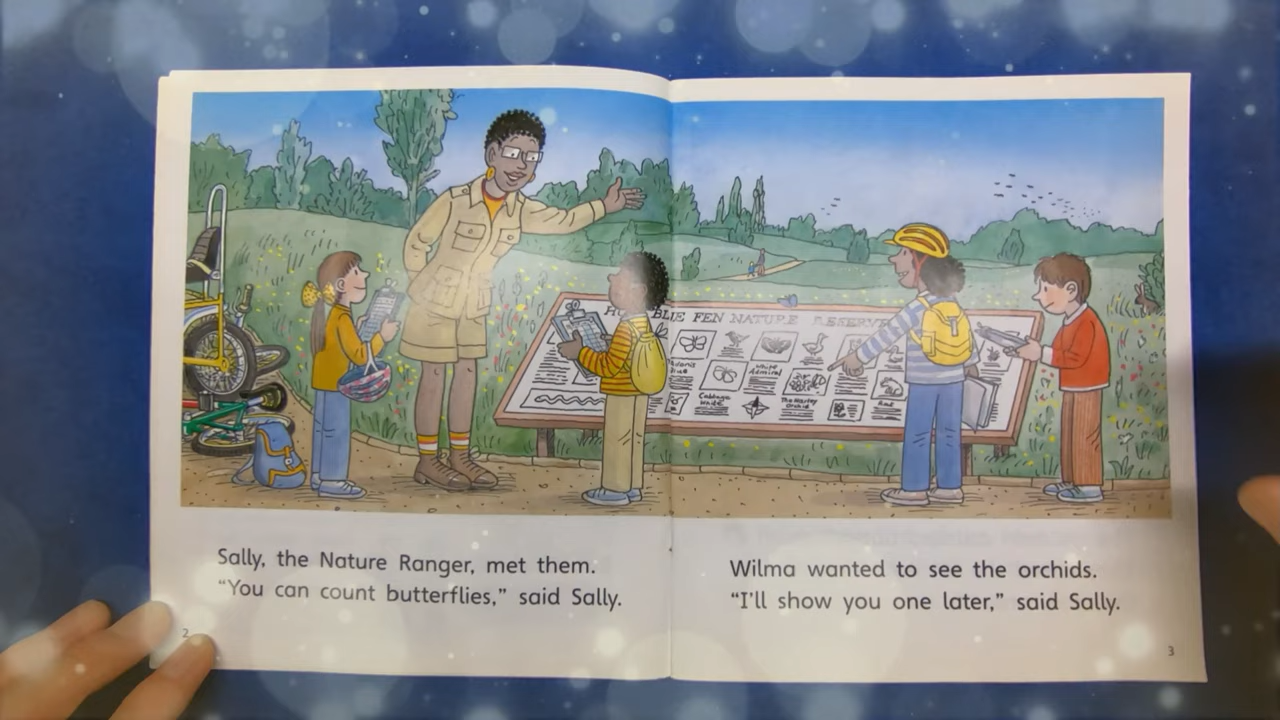 BLUE FEN NATURE RESERVE
White
Admiral
Cabbage
White
Sally, the Nature Ranger, met them.
“You can count butterflies,” said Sally.
2
Wilma wanted to see the orchids.
“I’ll show you one later,” said Sally.
3